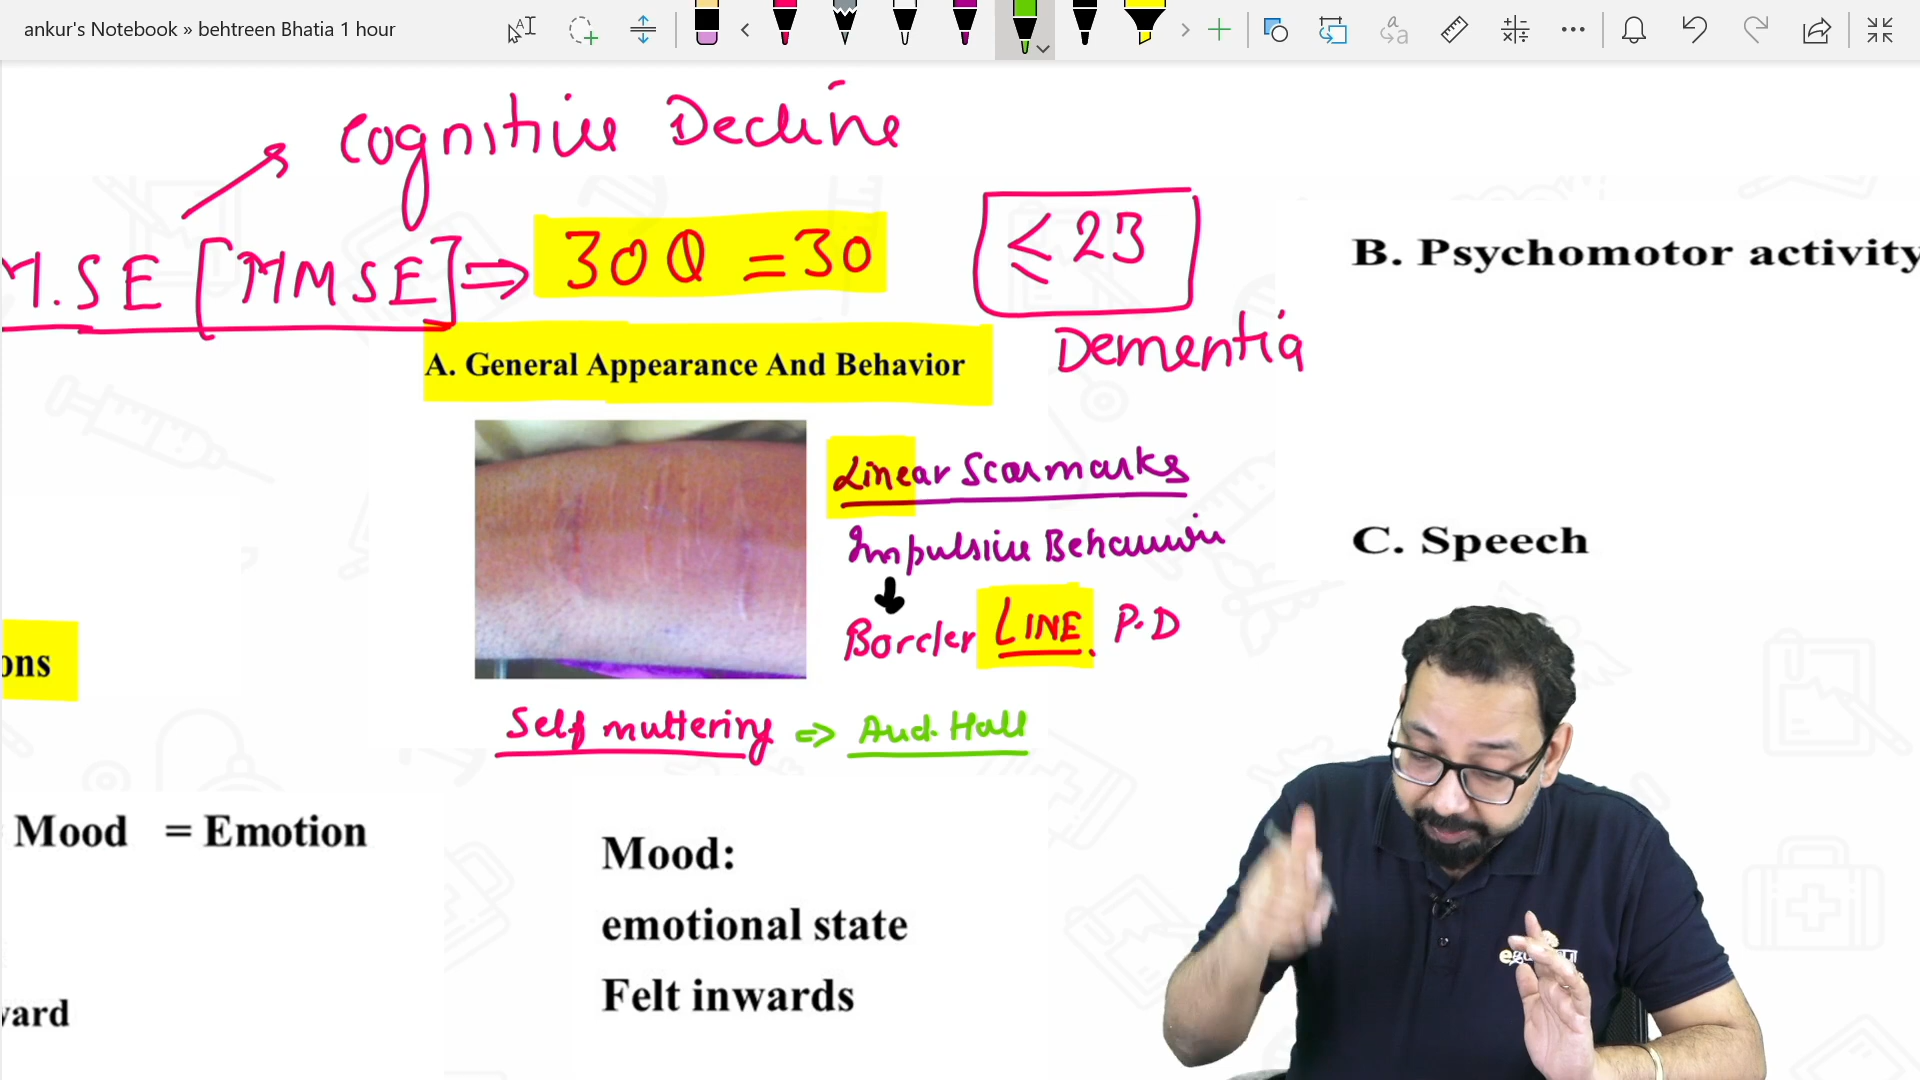 ankur's Notebook » behtreen Bhatia 1 hour
Cognitive Decline
M.SE [MMSE] ⇒ 30 Q = 30
≤ 23
Dementia
A. General Appearance And Behavior
Linear Scarmarks
Impulsive Behaviour
Border LINE. P.D
Self muttering ⇒ Aud. Hall
B. Psychomotor activity
C. Speech
ons
Mood = Emotion
ward
Mood:
emotional state
Felt inwards